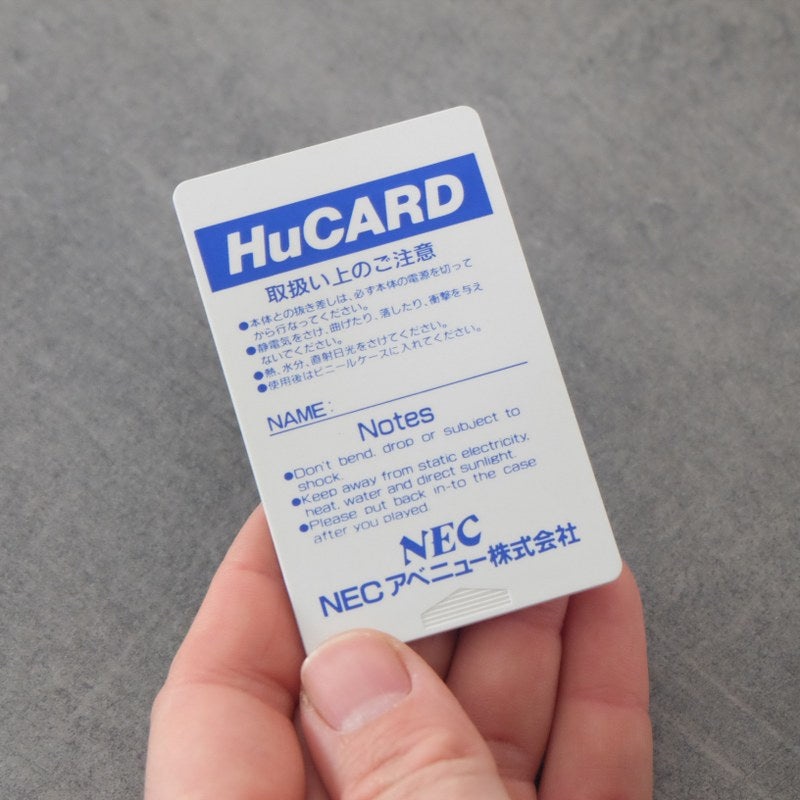 HuCARD
取扱い上のご注意
●本体との抜き差しは、必ず本体の電源を切って
から行なってください。
●静電気をさけ、曲げたり、落したり、衝撃を与え
ないでください。
●熱、水分、直射日光をさけてください。
●使用後はビニールケースに入れてください。
NAME:
Notes
●Don't bend, drop or subject to
shock.
●Keep away from static electricity,
heat, water and direct sunlight.
●Please put back in-to the case
after you played.
NEC
NECアベニュー株式会社